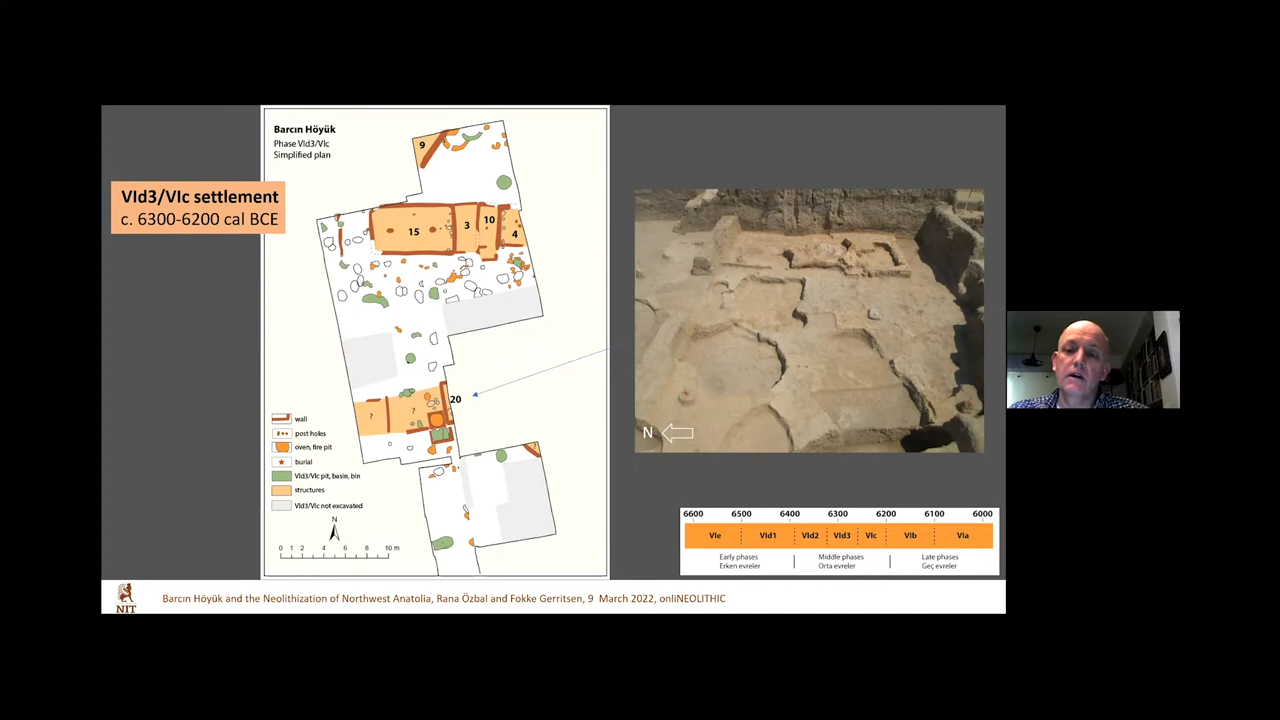 VId3/VIc settlement
c. 6300-6200 cal BCE
Barcın Höyük
Phase VId3/VIc
Simplified plan
9
15
3
10
4
?
?
20
wall
post holes
oven, fire pit
burial
VId3/VIc pit, basin, bin
structures
VId3/VIc not excavated
N
0 1 2 4 6 8 10 m
N
6600 6500 6400 6300 6200 6100 6000
VIe VId1 VId2 VId3 VIc VIb VIa
Early phases Middle phases Late phases
Erken evreler Orta evreler Geç evreler
NIT
Barcın Höyük and the Neolithization of Northwest Anatolia, Rana Özbal and Fokke Gerritsen, 9 March 2022, onliNEOLITHIC